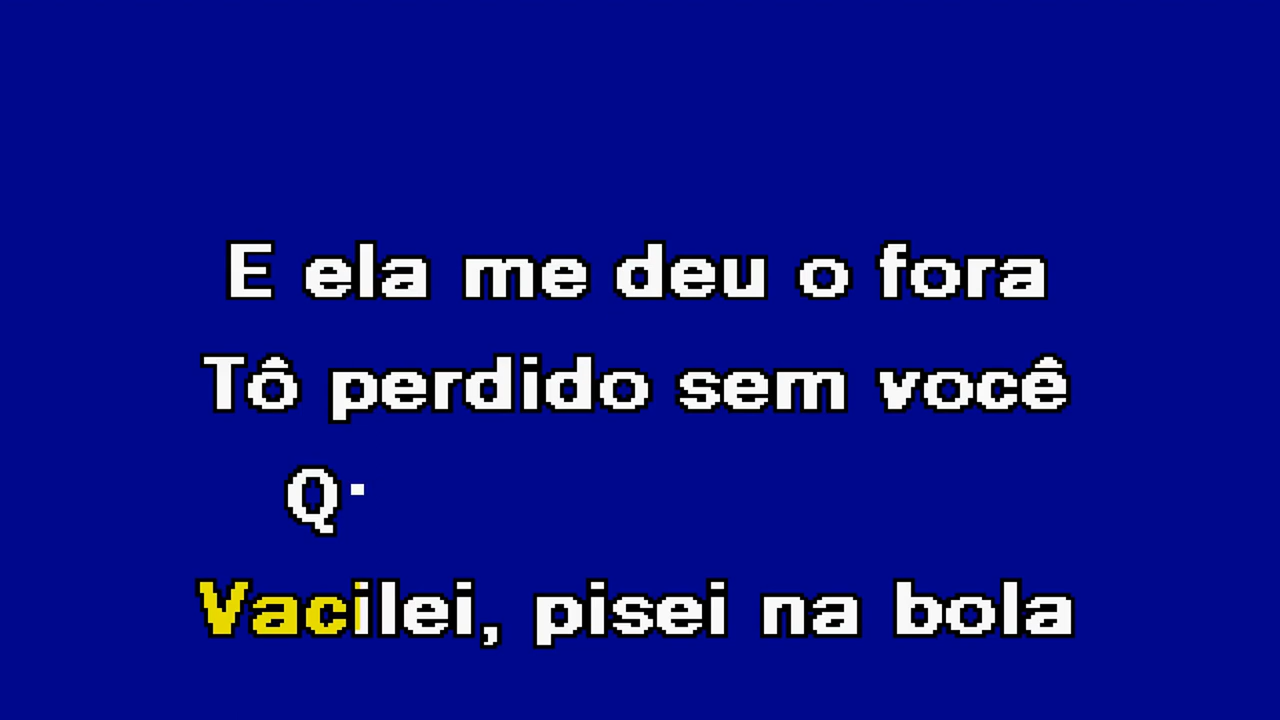 E ela me deu o fora
Tô perdido sem você
Q
Vacilei, pisei na bola